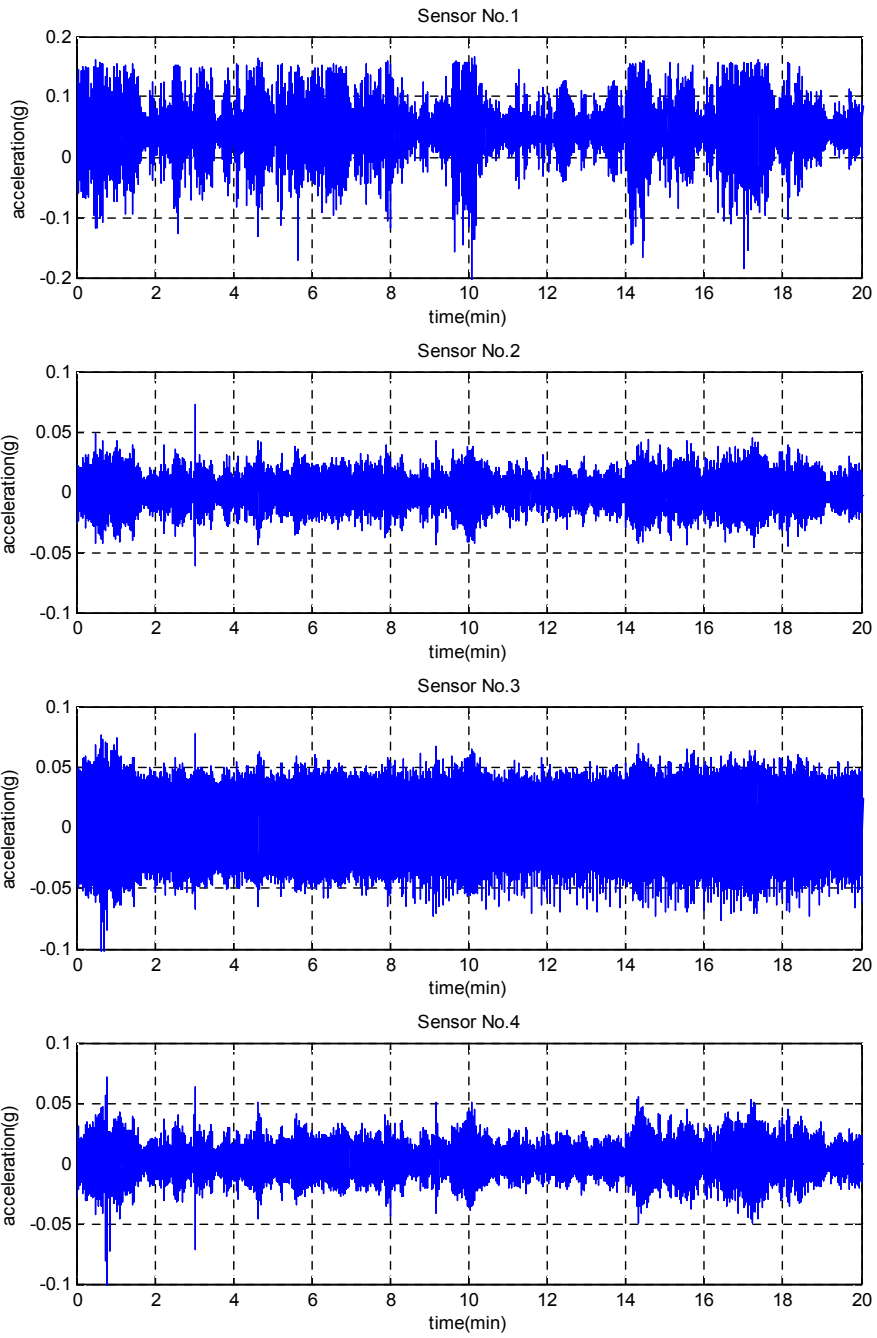 Sensor No.1
0.2
0.1
0
-0.1
-0.2
acceleration(g)
0 2 4 6 8 10 12 14 16 18 20
time(min)
Sensor No.2
0.1
0.05
0
-0.05
-0.1
acceleration(g)
0 2 4 6 8 10 12 14 16 18 20
time(min)
Sensor No.3
0.1
0.05
0
-0.05
-0.1
acceleration(g)
0 2 4 6 8 10 12 14 16 18 20
time(min)
Sensor No.4
0.1
0.05
0
-0.05
-0.1
acceleration(g)
0 2 4 6 8 10 12 14 16 18 20
time(min)